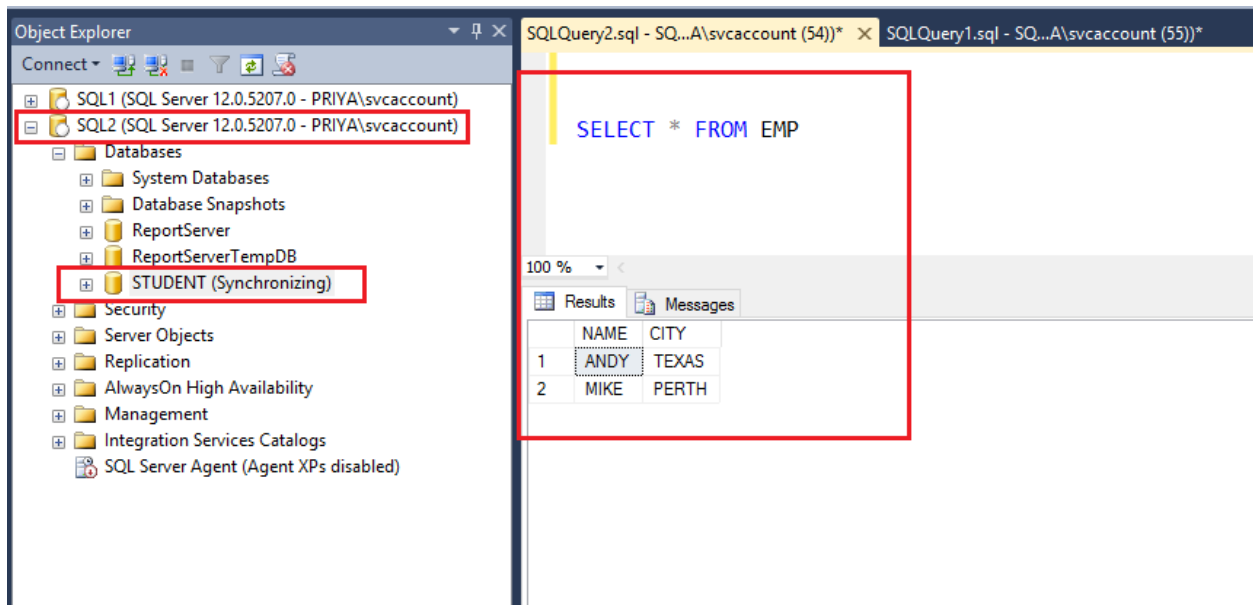 Object Explorer
Connect
SQL1 (SQL Server 12.0.5207.0 - PRIYA\svcaccount)
SQL2 (SQL Server 12.0.5207.0 - PRIYA\svcaccount)
Databases
System Databases
Database Snapshots
ReportServer
ReportServerTempDB
STUDENT (Synchronizing)
Security
Server Objects
Replication
AlwaysOn High Availability
Management
Integration Services Catalogs
SQL Server Agent (Agent XPs disabled)
SQLQuery2.sql - SQ...A\svcaccount (54))* SQLQuery1.sql - SQ...A\svcaccount (55))*
SELECT * FROM EMP
100 %
Results Messages
NAME CITY
1 ANDY TEXAS
2 MIKE PERTH